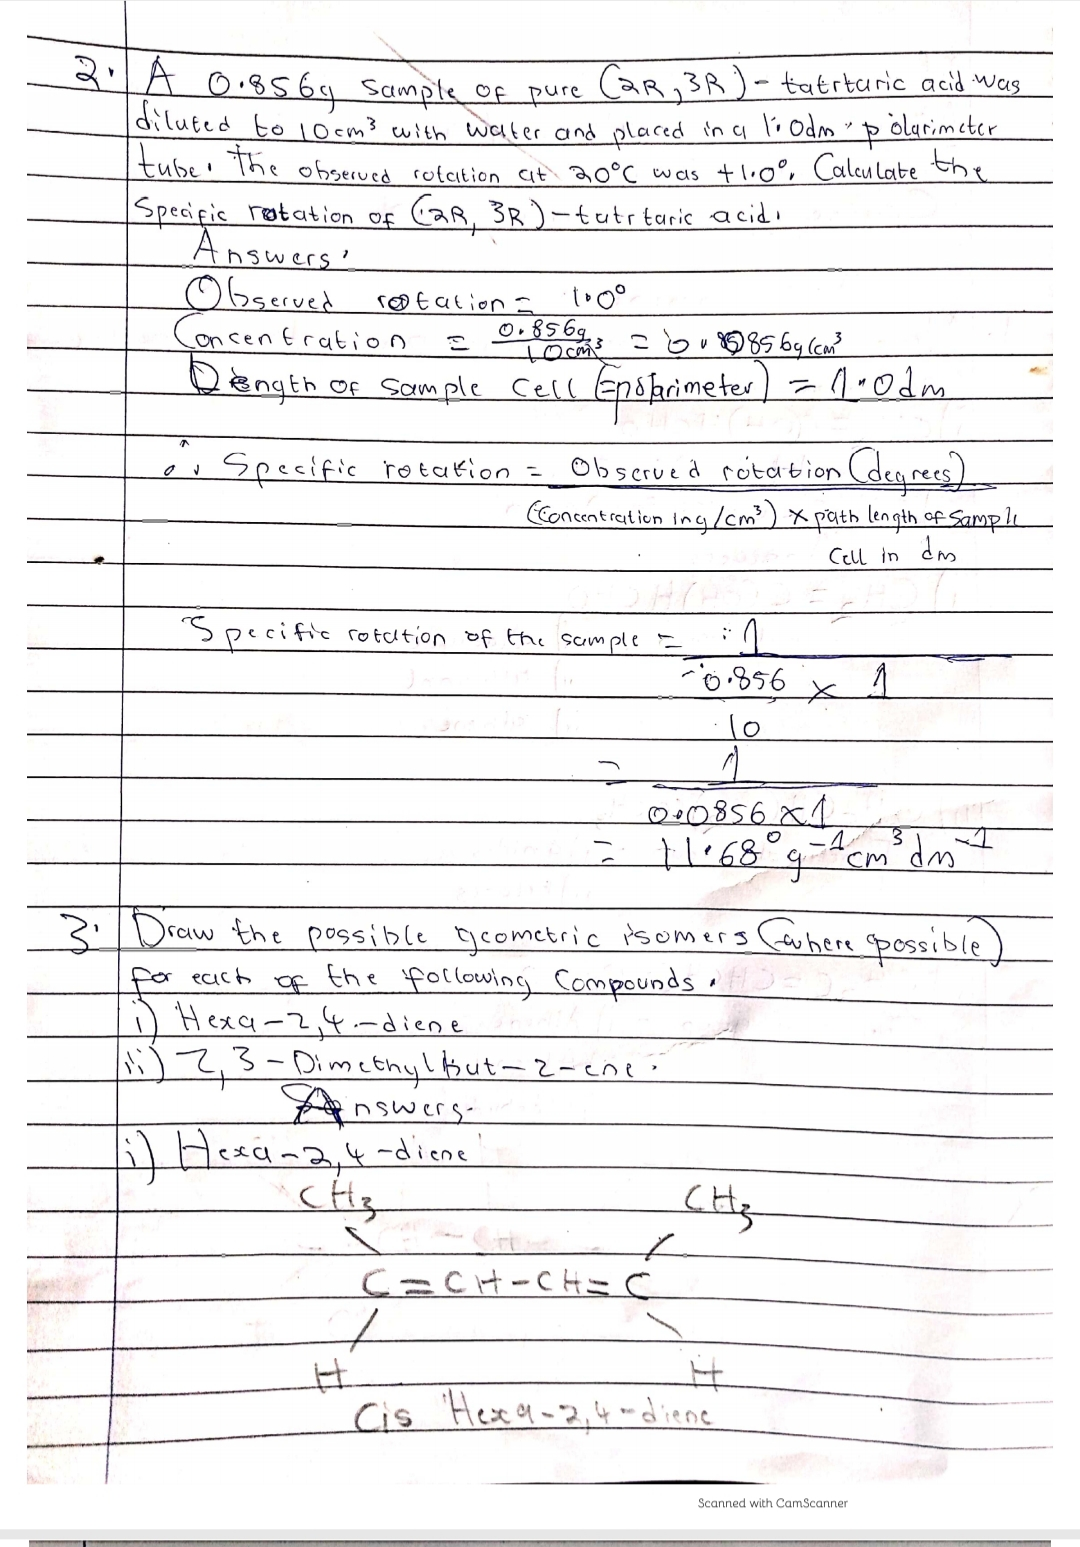 2. A 0.856g sample of pure (2R,3R)-tatrtaric acid was
diluted to 10cm³ with water and placed in a 1.0dm polarimeter
tube. The observed rotation at 20°C was +1.0°. Calculate the
Specific rotation of (2R, 3R)-tatrtaric acid.
Answers.
Observed rotation = 1.0°
Concentration = 0.856g/10cm³ = 0.0856g/cm³
Length of sample cell (polarimeter) = 1.0dm
∴ Specific rotation = Observed rotation (degrees)
(Concentration in g/cm³) x path length of sample
cell in dm
Specific rotation of the sample = 1
0.856 x 1
10
= 1
0.0856 x 1
= 11.68° g⁻¹cm³dm⁻¹
3. Draw the possible geometric isomers (where possible)
for each of the following compounds.
i) Hexa-2,4-diene
ii) 2,3-Dimethylbut-2-ene.
Answers.
i) Hexa-2,4-diene
CH₃ CH₃
C=CH-CH=C
H H
Cis Hexa-2,4-diene
Scanned with CamScanner